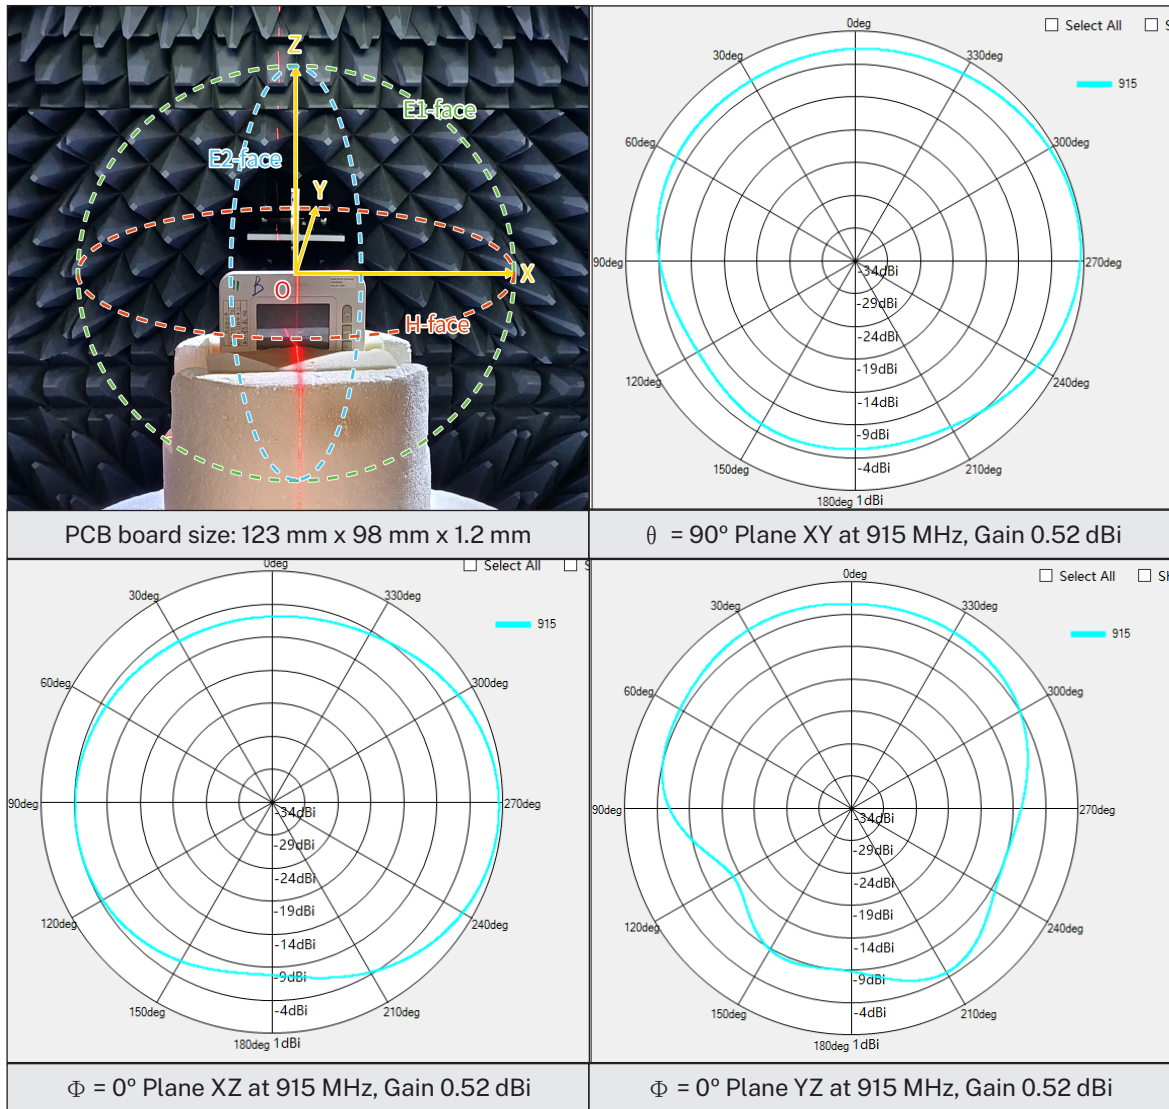 Z
E1-face
E2-face
Y
X
O
B
H-face
PCB board size: 123 mm x 98 mm x 1.2 mm
0deg
Select All
S
30deg
330deg
915
60deg
300deg
90deg
270deg
-34dBi
-29dBi
-24dBi
-19dBi
120deg
240deg
-14dBi
-9dBi
150deg
210deg
-4dBi
180deg 1dBi
θ = 90° Plane XY at 915 MHz, Gain 0.52 dBi
0deg
Select All
S
30deg
330deg
915
60deg
300deg
90deg
270deg
-34dBi
-29dBi
-24dBi
-19dBi
120deg
240deg
-14dBi
-9dBi
150deg
210deg
-4dBi
180deg 1dBi
Φ = 0° Plane XZ at 915 MHz, Gain 0.52 dBi
0deg
Select All
Sh
30deg
330deg
915
60deg
300deg
90deg
270deg
-34dBi
-29dBi
-24dBi
-19dBi
120deg
240deg
-14dBi
-9dBi
150deg
210deg
-4dBi
180deg 1dBi
Φ = 0° Plane YZ at 915 MHz, Gain 0.52 dBi